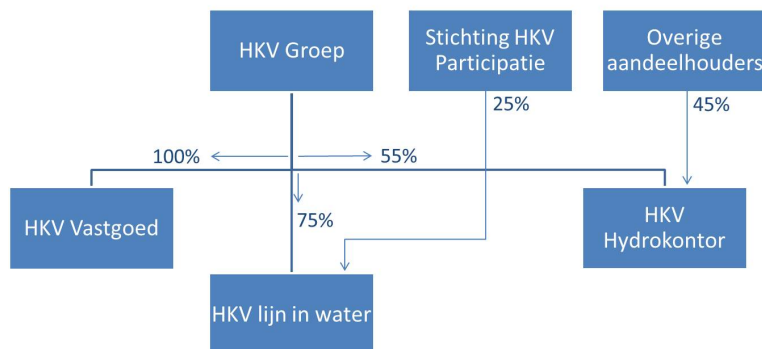 HKV Groep
Stichting HKV
Participatie
Overige
aandeelhouders
25%
45%
100%
55%
75%
HKV Vastgoed
HKV
Hydrokontor
HKV lijn in water